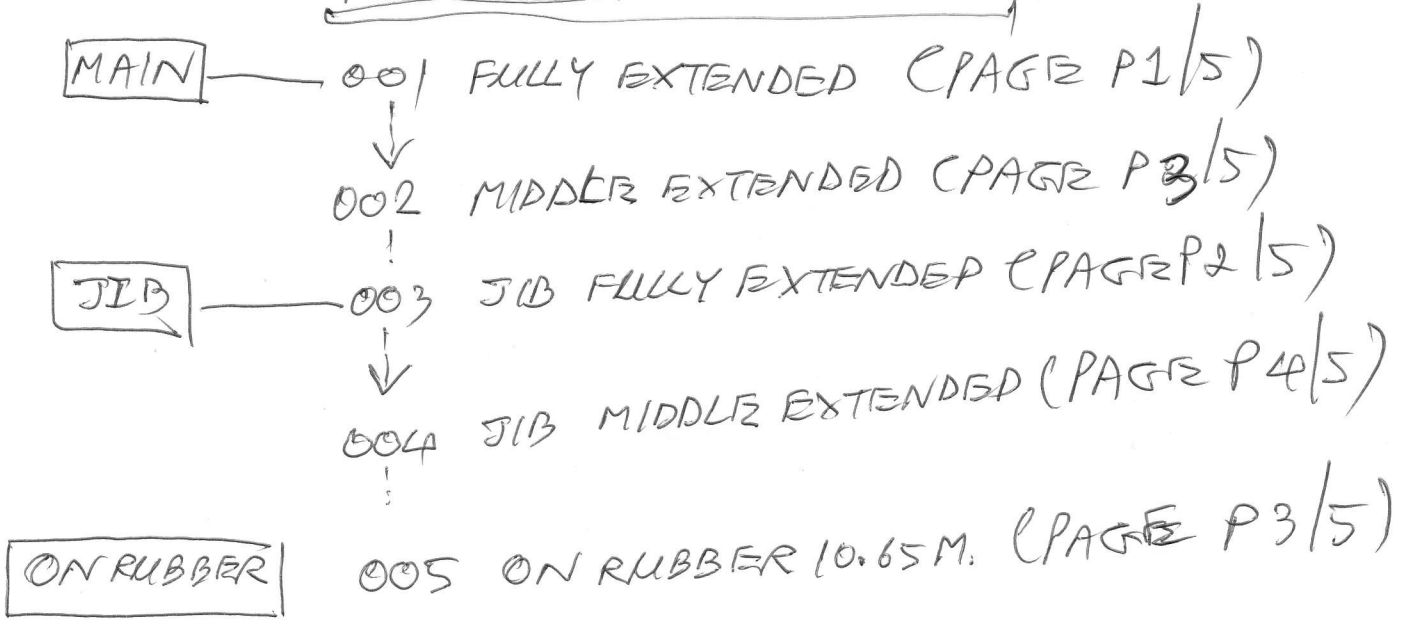 MAIN 001 FULLY EXTENDED (PAGE P1/5)
002 MIDDLE EXTENDED (PAGE P3/5)
JIB 003 JIB FULLY EXTENDED (PAGE P2/5)
004 JIB MIDDLE EXTENDED (PAGE P4/5)
ON RUBBER 005 ON RUBBER 10.65M. (PAGE P3/5)